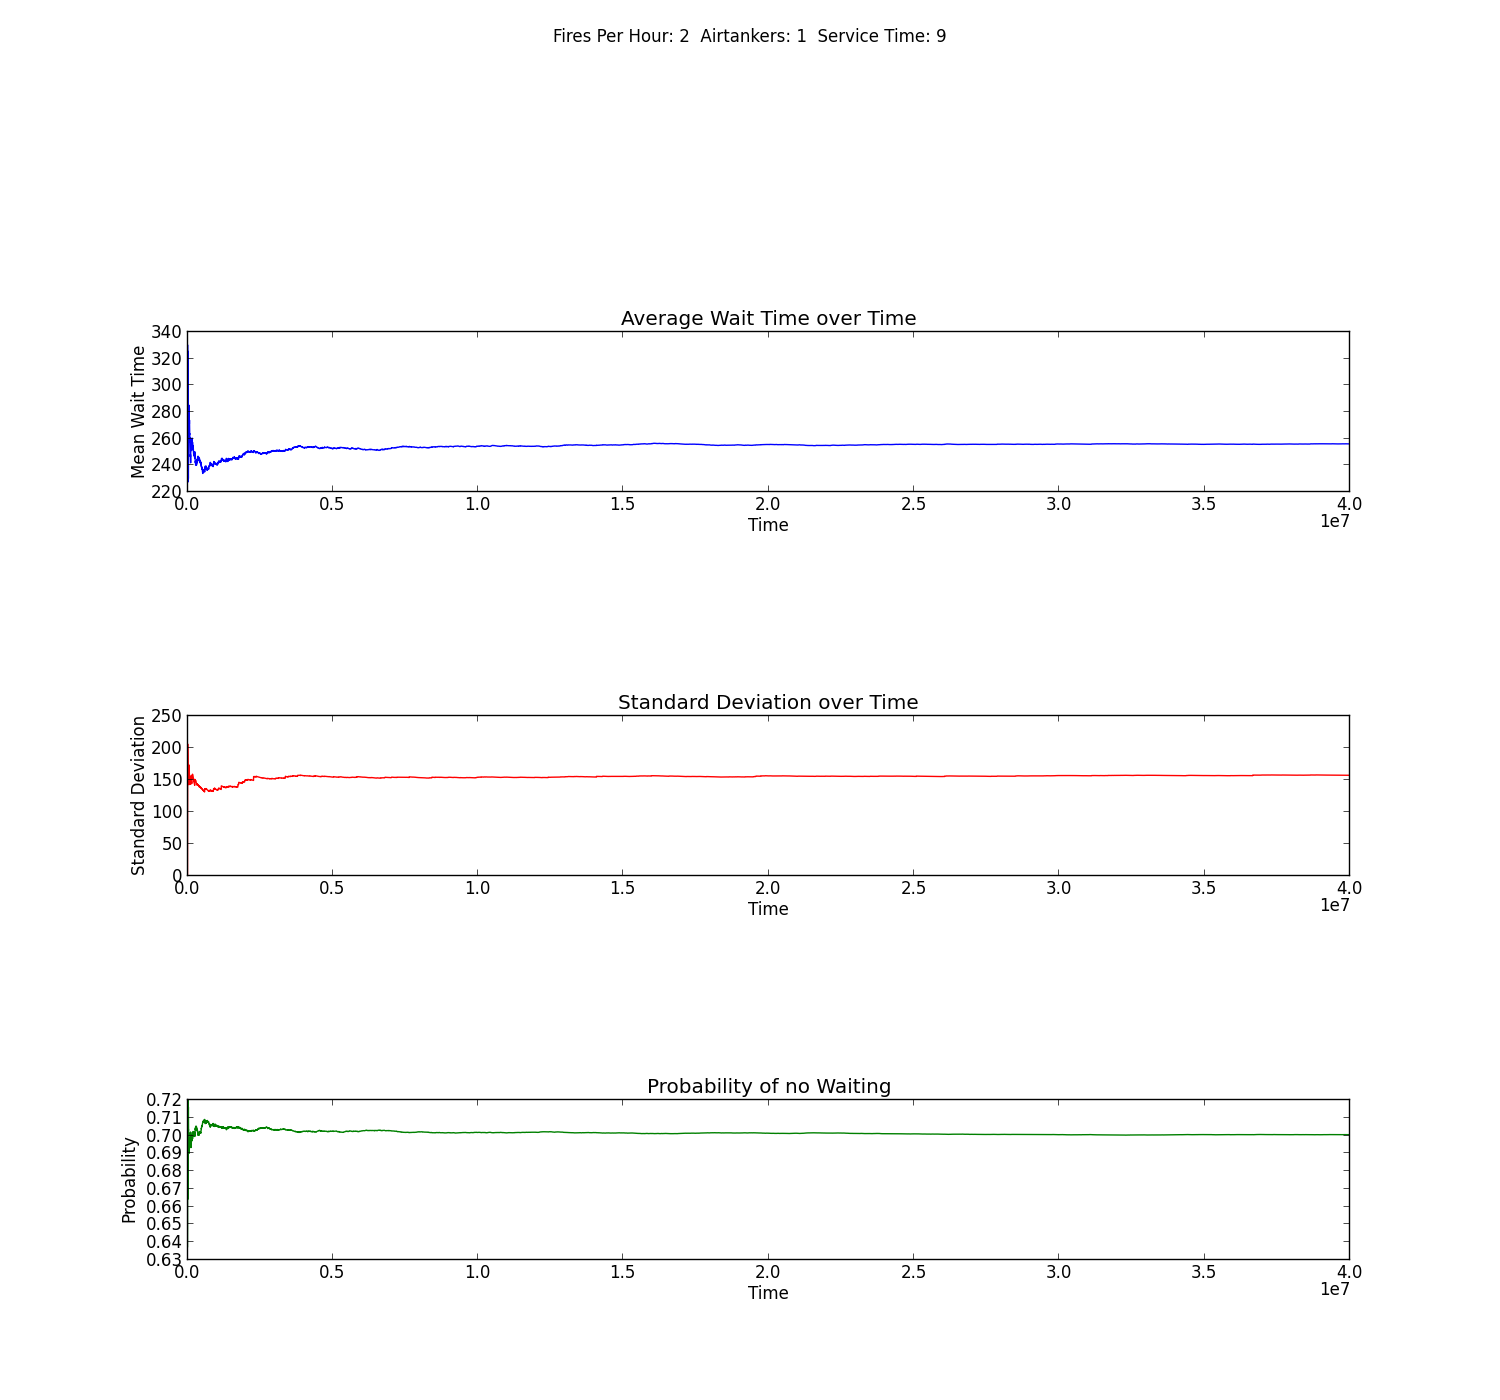 Fires Per Hour: 2  Airtankers: 1  Service Time: 9
Average Wait Time over Time
Mean Wait Time
340
320
300
280
260
240
220
0.0 0.5 1.0 1.5 2.0 2.5 3.0 3.5 4.0
1e7
Time
Standard Deviation over Time
Standard Deviation
250
200
150
100
50
0
0.0 0.5 1.0 1.5 2.0 2.5 3.0 3.5 4.0
1e7
Time
Probability of no Waiting
Probability
0.72
0.71
0.70
0.69
0.68
0.67
0.66
0.65
0.64
0.63
0.0 0.5 1.0 1.5 2.0 2.5 3.0 3.5 4.0
1e7
Time